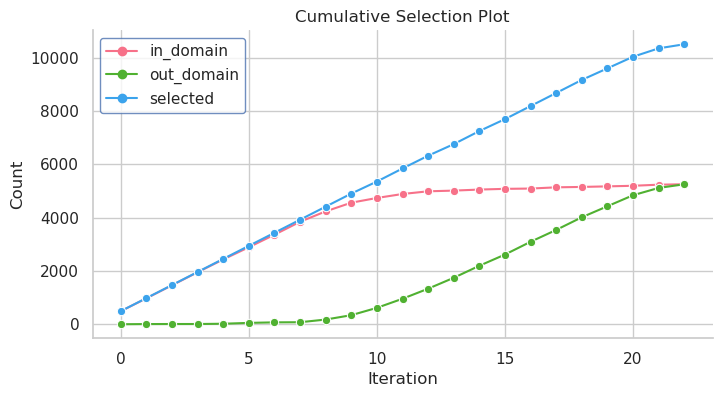 Cumulative Selection Plot
in_domain
out_domain
selected
Count
10000
8000
6000
4000
2000
0
0 5 10 15 20
Iteration